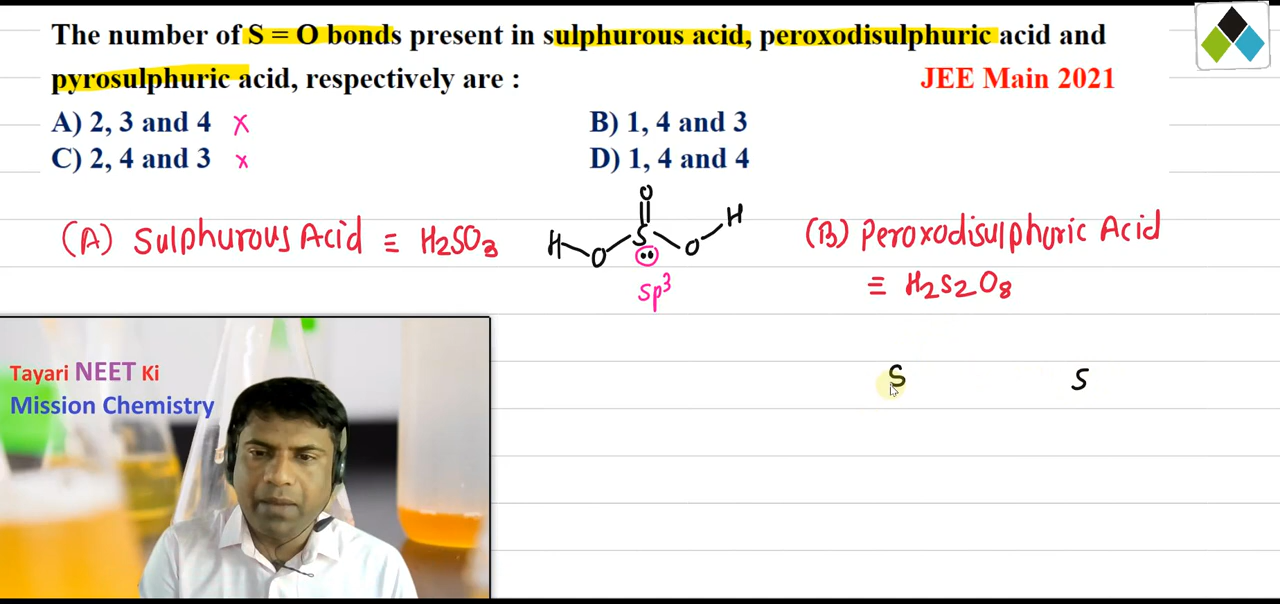 The number of S = O bonds present in sulphurous acid, peroxodisulphuric acid and
pyrosulphuric acid, respectively are :
JEE Main 2021
A) 2, 3 and 4 ×
B) 1, 4 and 3
C) 2, 4 and 3 ×
D) 1, 4 and 4
(A) Sulphurous Acid ≡ H2SO3
O
H O S O H
sp³
(B) Peroxodisulphuric Acid
≡ H2S2O8
S S
Tayari NEET Ki
Mission Chemistry